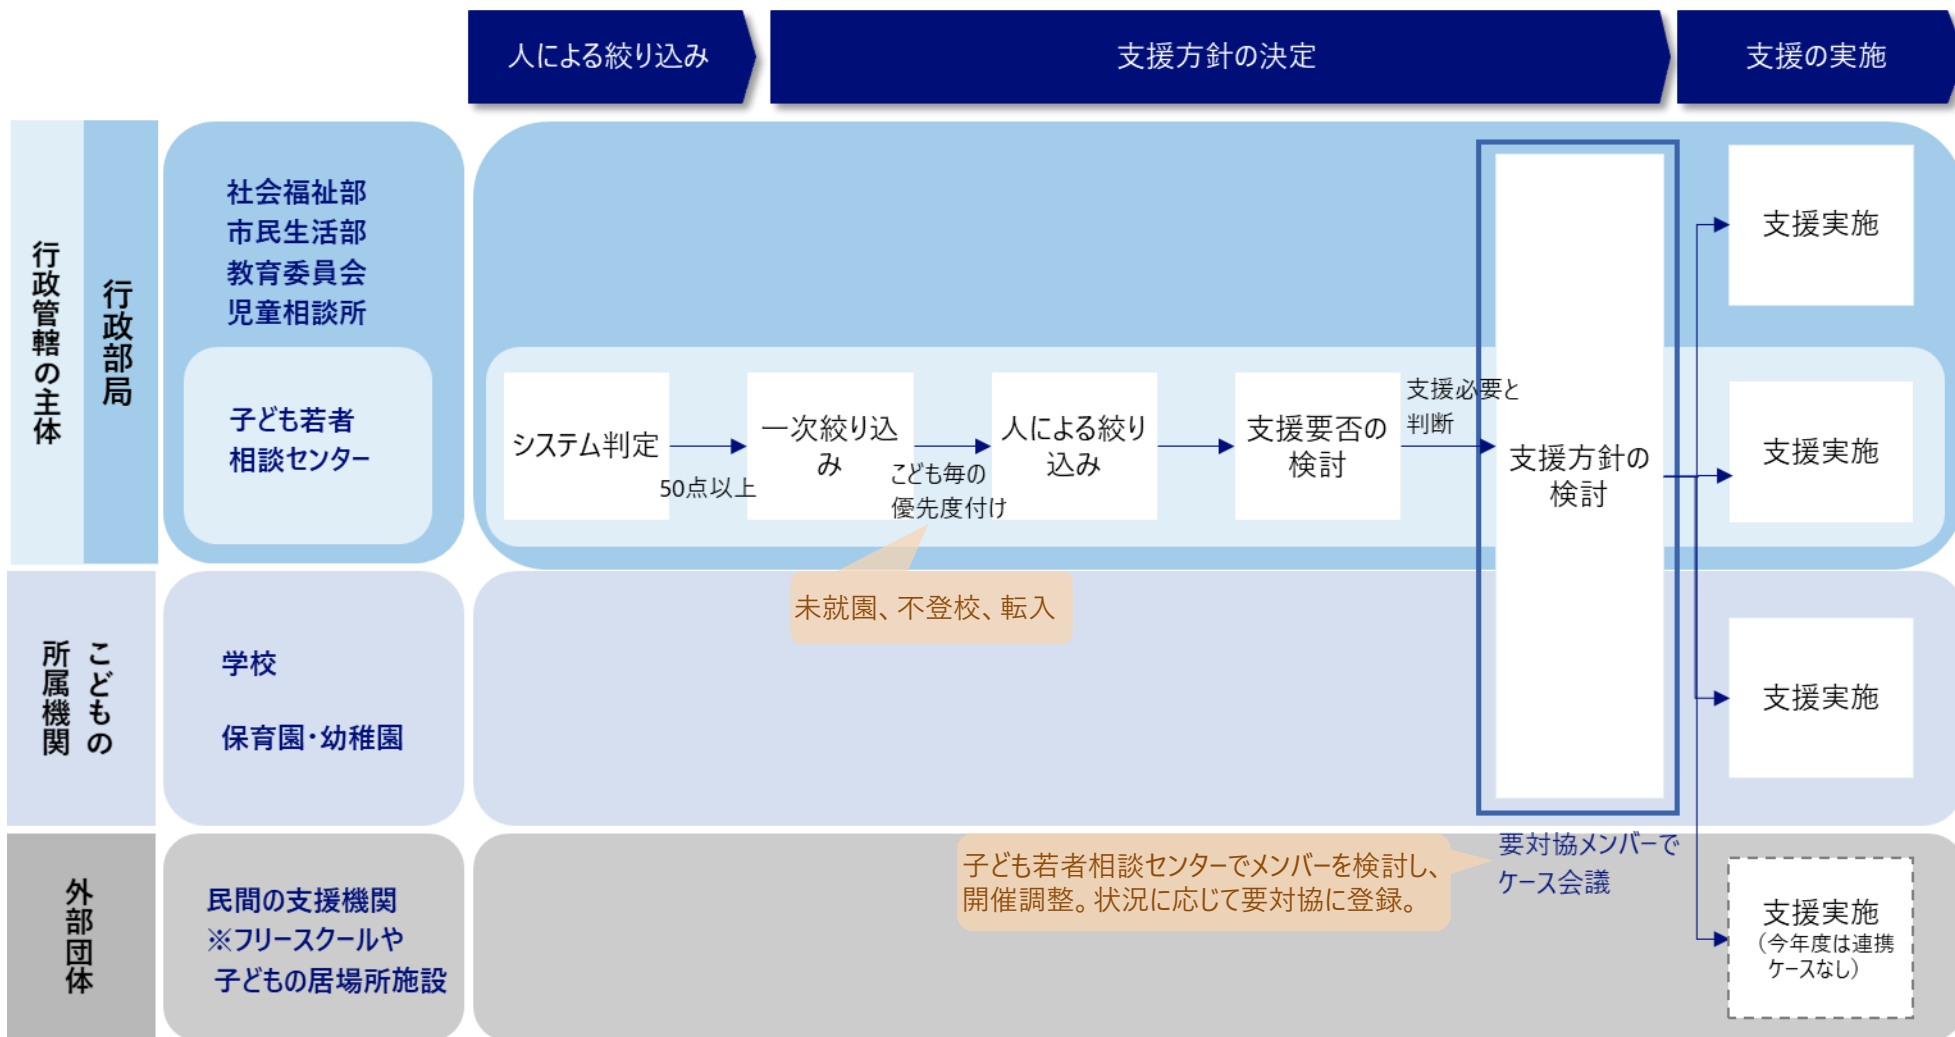 人による絞り込み
支援方針の決定
支援の実施
行政管轄の主体
行政部局
社会福祉部
市民生活部
教育委員会
児童相談所
子ども若者
相談センター
システム判定
50点以上
一次絞り込
み
こども毎の
優先度付け
人による絞り
込み
支援要否の
検討
支援必要と
判断
支援方針の
検討
支援実施
支援実施
未就園、不登校、転入
こどもの
所属機関
学校
保育園・幼稚園
支援実施
外部団体
民間の支援機関
※フリースクールや
子どもの居場所施設
子ども若者相談センターでメンバーを検討し、
開催調整。状況に応じて要対協に登録。
要対協メンバーで
ケース会議
支援実施
（今年度は連携
ケースなし）